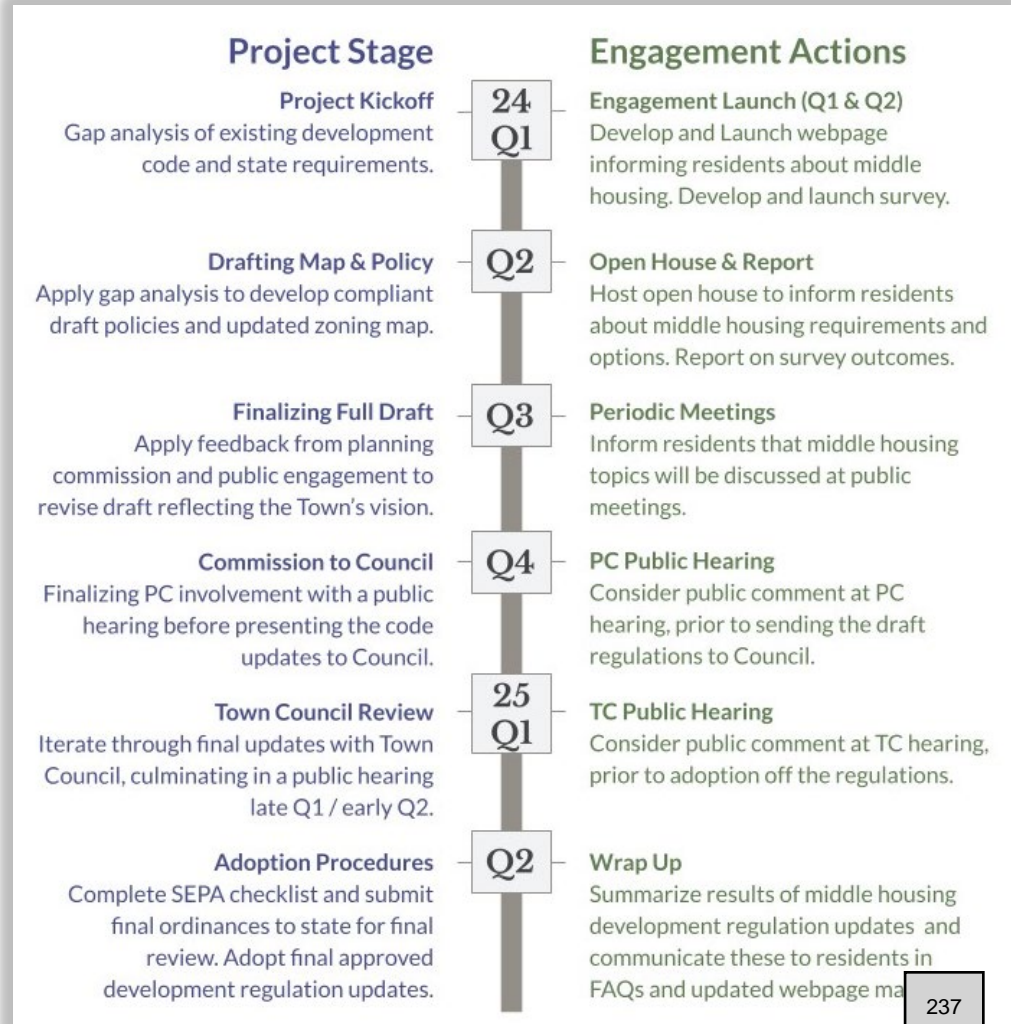 Project Stage
Engagement Actions
24
Q1
Project Kickoff
Gap analysis of existing development
code and state requirements.
Engagement Launch (Q1 & Q2)
Develop and Launch webpage
informing residents about middle
housing. Develop and launch survey.
Q2
Drafting Map & Policy
Apply gap analysis to develop compliant
draft policies and updated zoning map.
Open House & Report
Host open house to inform residents
about middle housing requirements and
options. Report on survey outcomes.
Q3
Finalizing Full Draft
Apply feedback from planning
commission and public engagement to
revise draft reflecting the Town's vision.
Periodic Meetings
Inform residents that middle housing
topics will be discussed at public
meetings.
Q4
Commission to Council
Finalizing PC involvement with a public
hearing before presenting the code
updates to Council.
PC Public Hearing
Consider public comment at PC
hearing, prior to sending the draft
regulations to Council.
25
Q1
Town Council Review
Iterate through final updates with Town
Council, culminating in a public hearing
late Q1 / early Q2.
TC Public Hearing
Consider public comment at TC hearing,
prior to adoption off the regulations.
Q2
Adoption Procedures
Complete SEPA checklist and submit
final ordinances to state for final
review. Adopt final approved
development regulation updates.
Wrap Up
Summarize results of middle housing
development regulation updates and
communicate these to residents in
FAQs and updated webpage
237